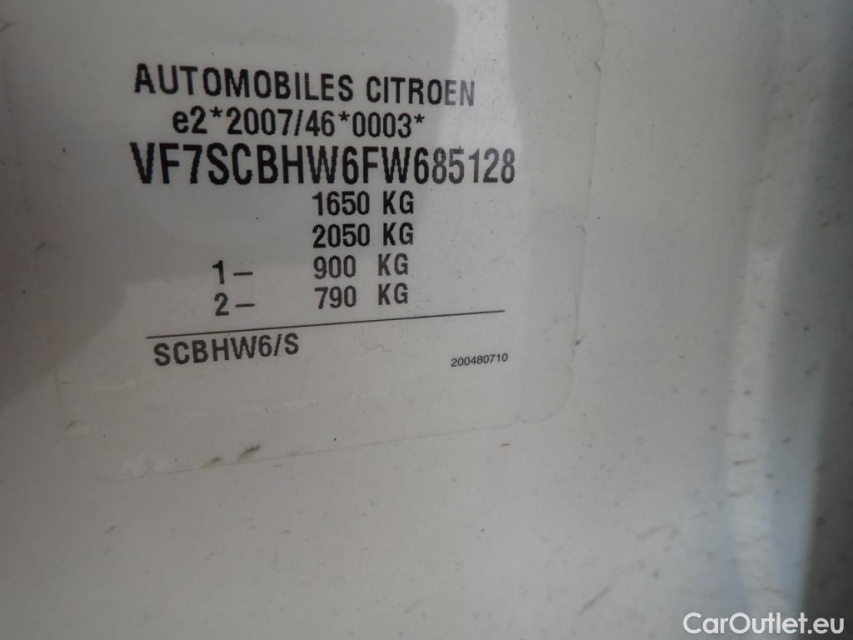 AUTOMOBILES CITROEN
e2*2007/46*0003*
VF7SCBHW6FW685128
1650 KG
2050 KG
1– 900 KG
2– 790 KG
SCBHW6/S
200480710
CarOutlet.eu